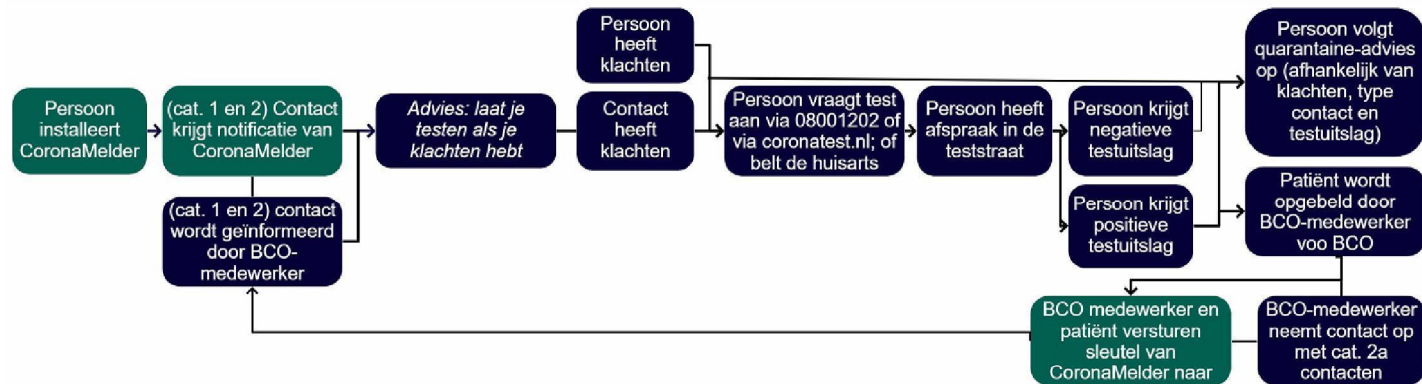 Persoon
installeert
CoronaMelder
(cat. 1 en 2) Contact
krijgt notificatie van
CoronaMelder
(cat. 1 en 2) contact
wordt geïnformeerd
door BCO-
medewerker
Advies: laat je
testen als je
klachten hebt
Persoon
heeft
klachten
Contact
heeft
klachten
Persoon vraagt test
aan via 08001202 of
via coronatest.nl; of
belt de huisarts
Persoon heeft
afspraak in de
teststraat
Persoon krijgt
negatieve
testuitslag
Persoon krijgt
positieve
testuitslag
Persoon volgt
quarantaine-advies
op (afhankelijk van
klachten, type
contact en
testuitslag)
Patiënt wordt
opgebeld door
BCO-medewerker
voo BCO
BCO medewerker en
patiënt versturen
sleutel van
CoronaMelder naar
BCO-medewerker
neemt contact op
met cat. 2a
contacten